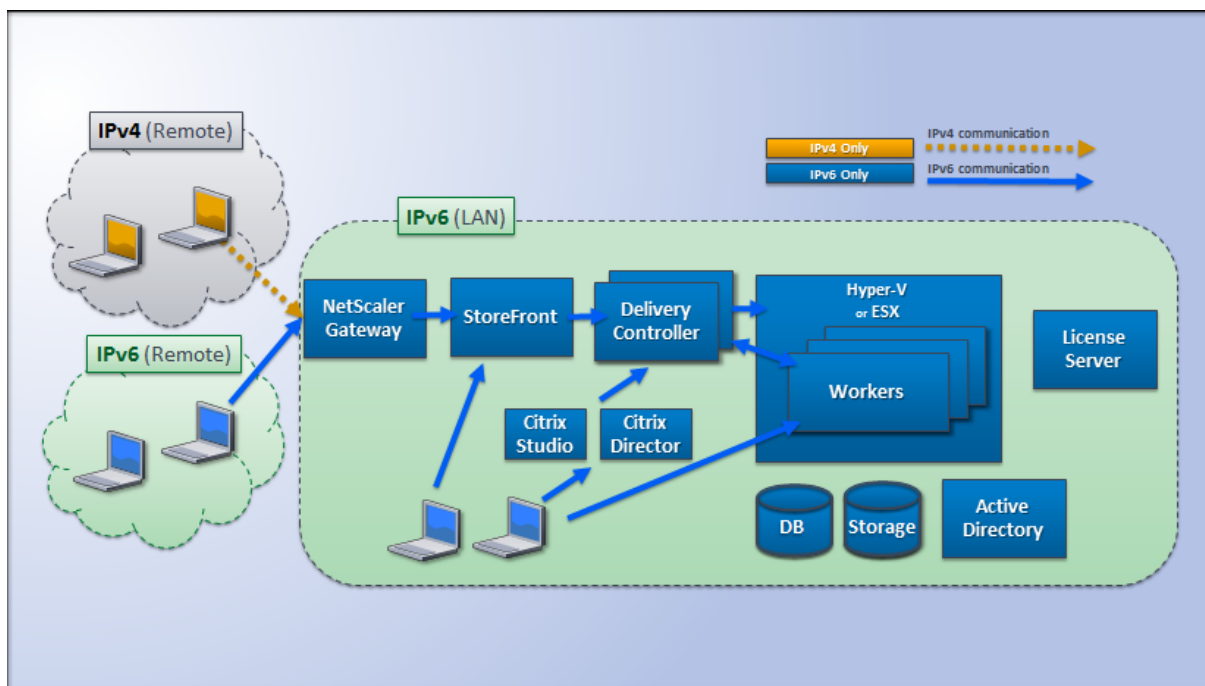 IPv4 (Remote)
IPv4 Only
IPv4 communication
IPv6 Only
IPv6 communication
IPv6 (LAN)
NetScaler
Gateway
StoreFront
Delivery
Controller
Hyper-V
or ESX
Workers
License
Server
IPv6 (Remote)
Citrix
Studio
Citrix
Director
DB
Storage
Active
Directory